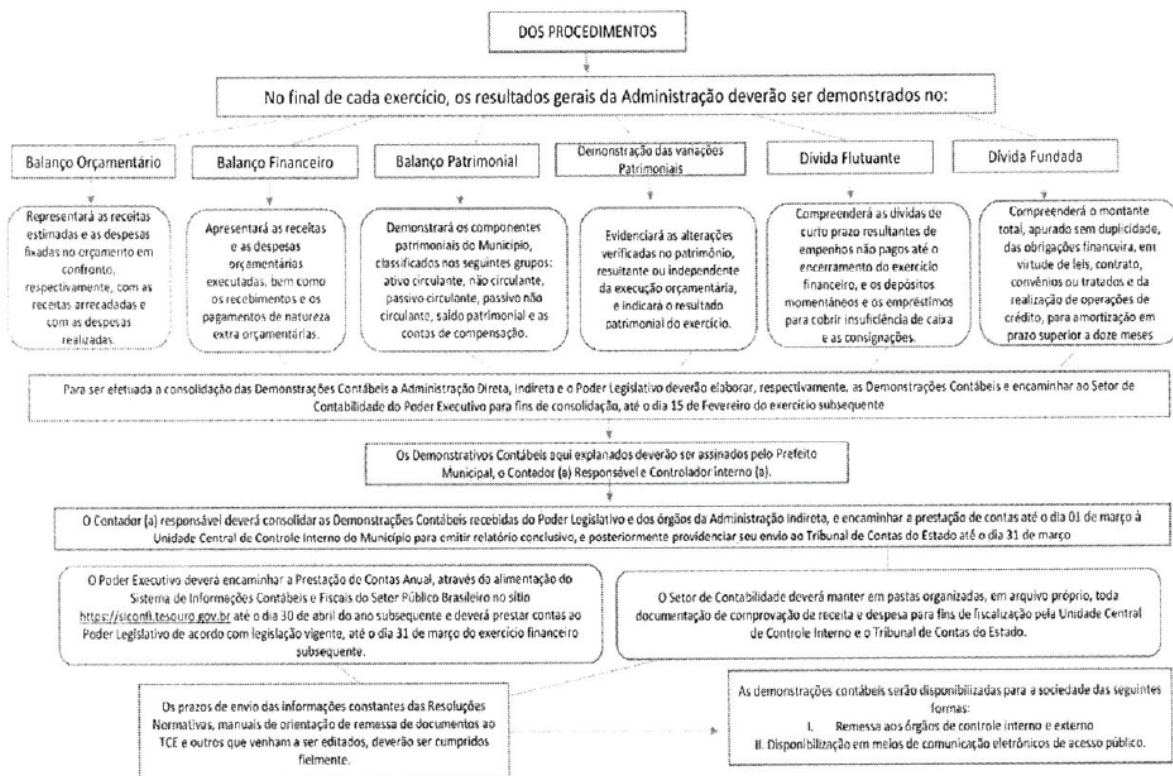 DOS PROCEDIMENTOS
No final de cada exercício, os resultados gerais da Administração deverão ser demonstrados no:
Balanço Orçamentário
Representará as receitas
estimadas e as despesas
fixadas no orçamento em
confronto,
respectivamente, com as
receitas arrecadadas e
com as despesas
realizadas.
Balanço Financeiro
Apresentará as receitas
e as despesas
orçamentárias
executadas, bem como
os recebimentos e os
pagamentos de natureza
extra orçamentárias.
Balanço Patrimonial
Demonstrará os componentes
patrimoniais do Município,
classificados nos seguintes grupos:
ativo circulante, não circulante,
passivo circulante, passivo não
circulante, saldo patrimonial e as
contas de compensação.
Demonstração das variações
Patrimoniais
Evidenciará as alterações
verificadas no patrimônio,
resultante ou independente
da execução orçamentária,
e indicará o resultado
patrimonial do exercício.
Dívida Flutuante
Compreenderá as dívidas de
curto prazo resultantes de
empenhos não pagos até o
encerramento do exercício
financeiro, e os depósitos
momentâneos e os empréstimos
para cobrir insuficiência de caixa
e as consignações.
Dívida Fundada
Compreenderá o montante
total, apurado sem duplicidade,
das obrigações financeira, em
virtude de leis, contrato,
convênios ou tratados e da
realização de operações de
crédito, para amortização em
prazo superior a doze meses
Para ser efetuada a consolidação das Demonstrações Contábeis a Administração Direta, Indireta e o Poder Legislativo deverão elaborar, respectivamente, as Demonstrações Contábeis e encaminhar ao Setor de
Contabilidade do Poder Executivo para fins de consolidação, até o dia 15 de Fevereiro do exercício subsequente
Os Demonstrativos Contábeis aqui explanados deverão ser assinados pelo Prefeito
Municipal, o Contador (a) Responsável e Controlador interno (a).
O Contador (a) responsável deverá consolidar as Demonstrações Contábeis recebidas do Poder Legislativo e dos órgãos da Administração Indireta, e encaminhar a prestação de contas até o dia 01 de março à
Unidade Central de Controle Interno do Município para emitir relatório conclusivo, e posteriormente providenciar seu envio ao Tribunal de Contas do Estado até o dia 31 de março
O Poder Executivo deverá encaminhar a Prestação de Contas Anual, através da alimentação do
Sistema de Informações Contábeis e Fiscais do Setor Público Brasileiro no sítio
https://siconfi.tesouro.gov.br até o dia 30 de abril do ano subsequente e deverá prestar contas ao
Poder Legislativo de acordo com legislação vigente, até o dia 31 de março do exercício financeiro
subsequente.
O Setor de Contabilidade deverá manter em pastas organizadas, em arquivo próprio, toda
documentação de comprovação de receita e despesa para fins de fiscalização pela Unidade Central
de Controle Interno e o Tribunal de Contas do Estado.
Os prazos de envio das informações constantes das Resoluções
Normativas, manuais de orientação de remessa de documentos ao
TCE e outros que venham a ser editados, deverão ser cumpridos
fielmente.
As demonstrações contábeis serão disponibilizadas para a sociedade das seguintes
formas:
I. Remessa aos órgãos de controle interno e externo
II. Disponibilização em meios de comunicação eletrônicos de acesso público.